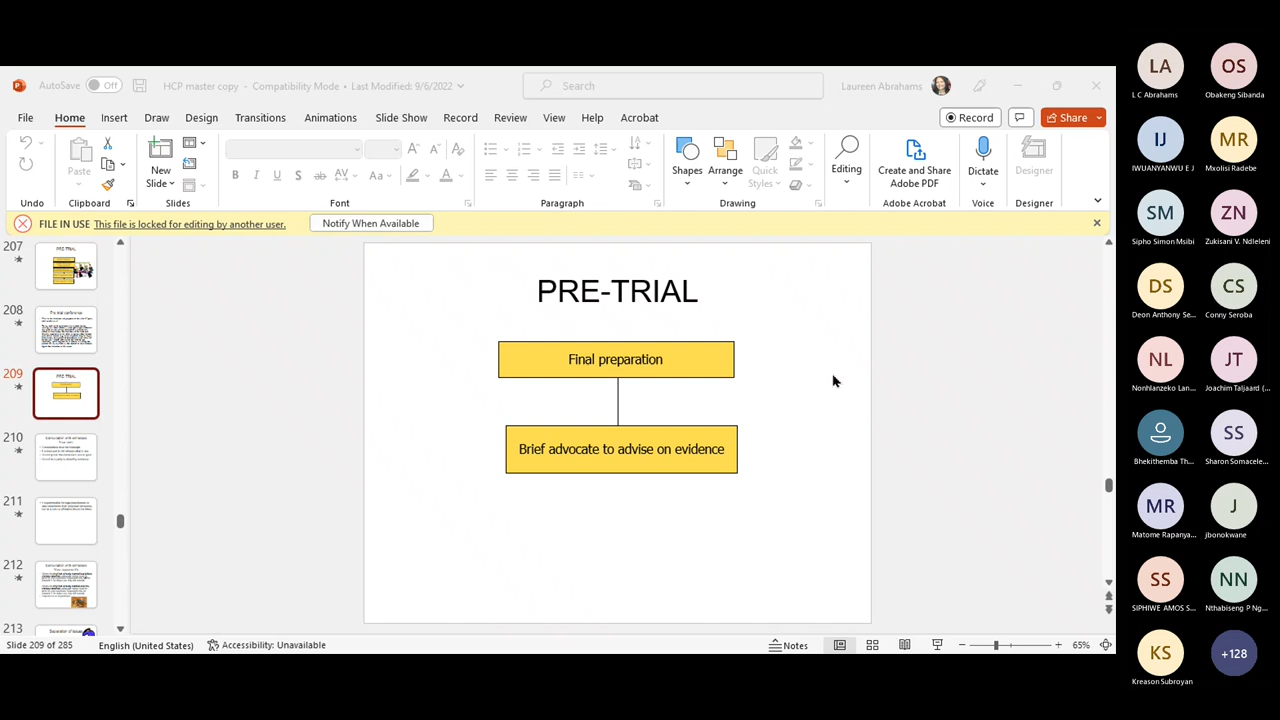 AutoSave Off HCP master copy - Compatibility Mode • Last Modified: 9/6/2022 Search Laureen Abrahams
File Home Insert Draw Design Transitions Animations Slide Show Record Review View Help Acrobat Record Share
Paste New Slide Shapes Arrange Quick Styles Editing Create and Share Adobe PDF Dictate Designer
Undo Clipboard Slides Font Paragraph Drawing Adobe Acrobat Voice Designer
FILE IN USE This file is locked for editing by another user. Notify When Available
207
208
209
210
211
212
213
PRE-TRIAL
Final preparation
Brief advocate to advise on evidence
Slide 209 of 285 English (United States) Accessibility: Unavailable Notes 65%
LA OS
L C Abrahams Obakeng Sibanda
IJ MR
IWUANYANWU E J Mxolisi Radebe
SM ZN
Sipho Simon Msibi Zukisani V. Ndleleni
DS CS
Deon Anthony Se... Conny Seroba
NL JT
Nonhlanzeko Lan... Joachim Taljaard (...
SS
Bhekithemba Th... Sharon Somacele...
MR J
Matome Rapanya... jbonokwane
SS NN
SIPHIWE AMOS S... Nthabiseng P Ng...
KS +128
Kreason Subroyan